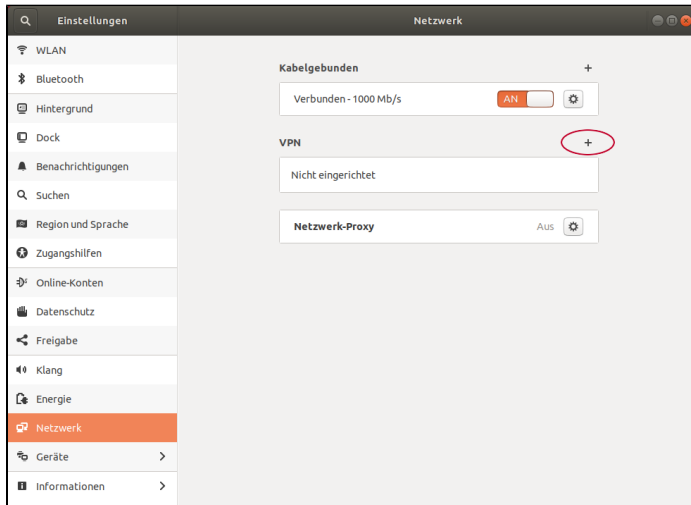 Einstellungen
Netzwerk
WLAN
Bluetooth
Hintergrund
Dock
Benachrichtigungen
Suchen
Region und Sprache
Zugangshilfen
Online-Konten
Datenschutz
Freigabe
Klang
Energie
Netzwerk
Geräte
Informationen
Kabelgebunden +
Verbunden - 1000 Mb/s AN
VPN +
Nicht eingerichtet
Netzwerk-Proxy Aus